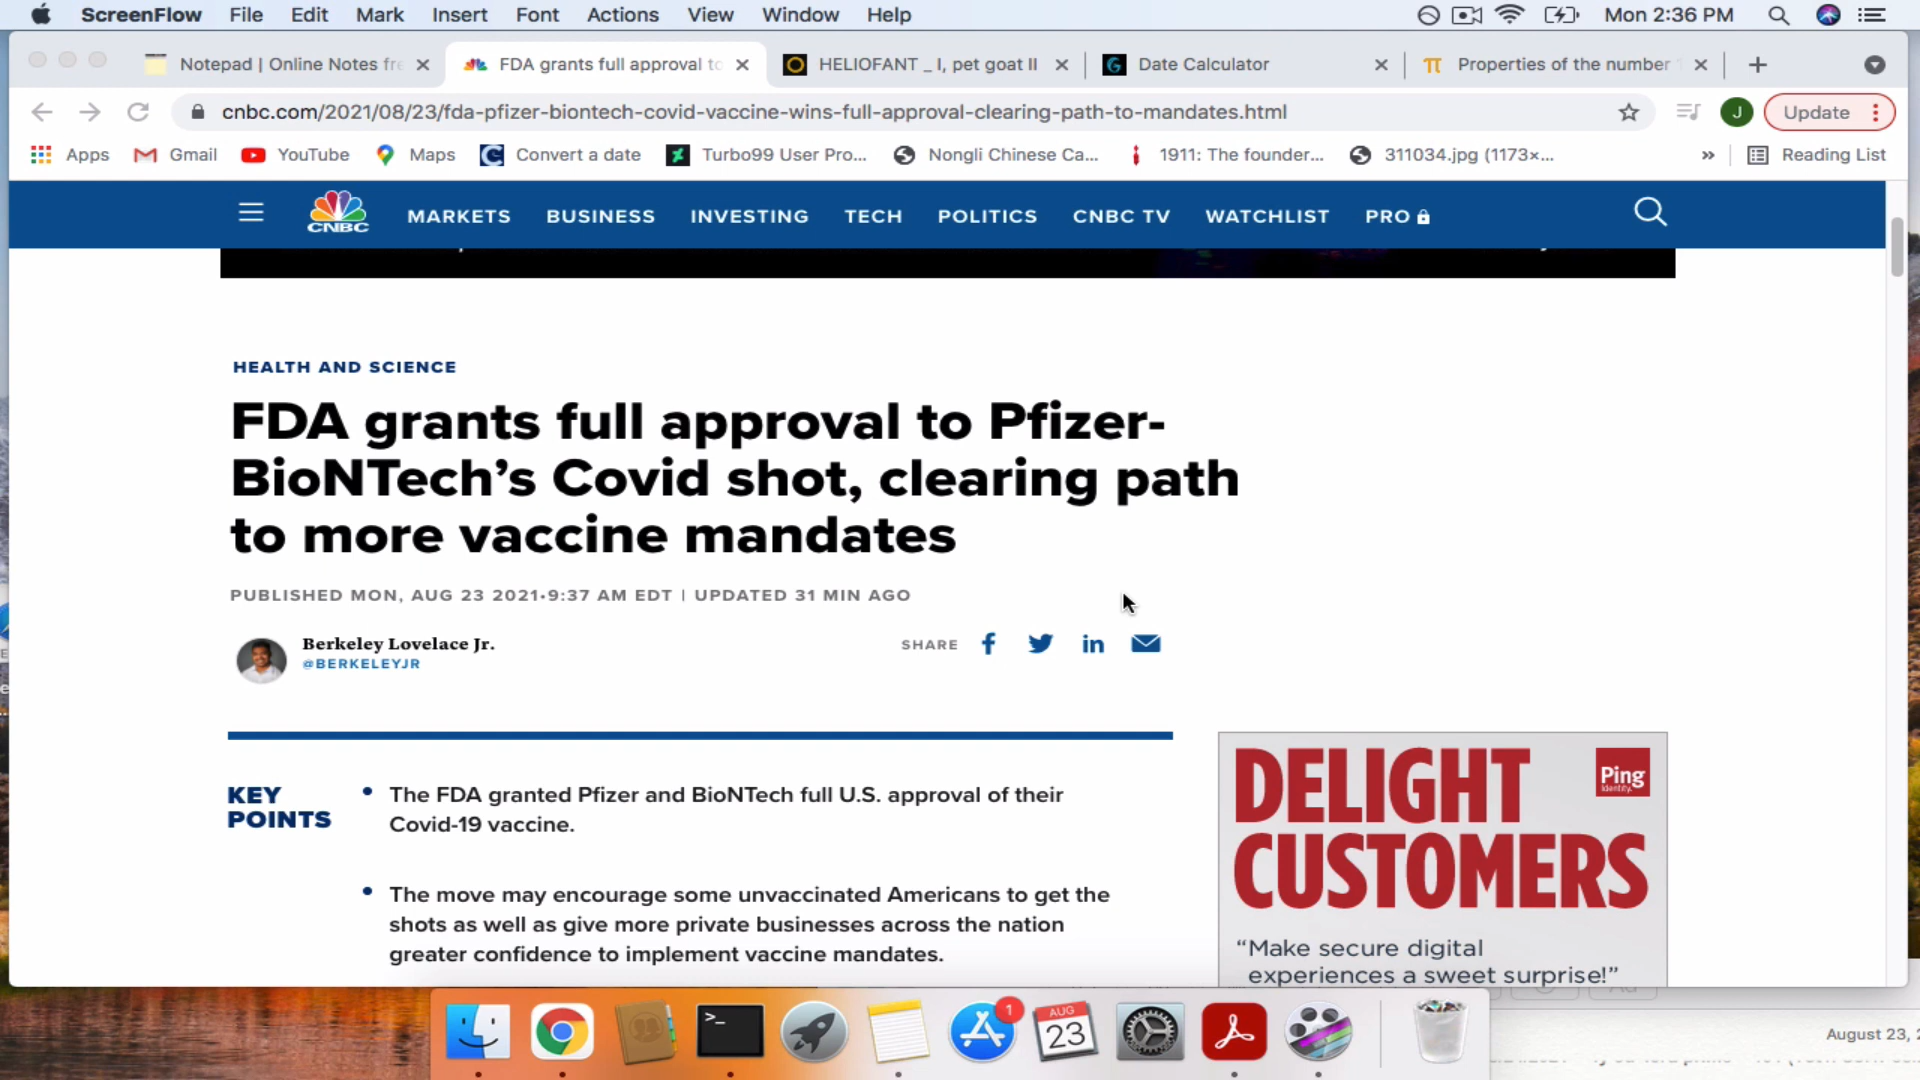 ScreenFlow File Edit Mark Insert Font Actions View Window Help Mon 2:36 PM
Notepad | Online Notes fre FDA grants full approval to HELIOFANT _ I, pet goat II Date Calculator Properties of the number
cnbc.com/2021/08/23/fda-pfizer-biontech-covid-vaccine-wins-full-approval-clearing-path-to-mandates.html J Update
Apps Gmail YouTube Maps Convert a date Turbo99 User Pro... Nongli Chinese Ca... 1911: The founder... 311034.jpg (1173×... » Reading List
CNBC MARKETS BUSINESS INVESTING TECH POLITICS CNBC TV WATCHLIST PRO
HEALTH AND SCIENCE
FDA grants full approval to Pfizer-
BioNTech's Covid shot, clearing path
to more vaccine mandates
PUBLISHED MON, AUG 23 2021•9:37 AM EDT | UPDATED 31 MIN AGO
Berkeley Lovelace Jr.
@BERKELEYJR
SHARE
KEY
POINTS
• The FDA granted Pfizer and BioNTech full U.S. approval of their
Covid-19 vaccine.
• The move may encourage some unvaccinated Americans to get the
shots as well as give more private businesses across the nation
greater confidence to implement vaccine mandates.
DELIGHT
CUSTOMERS
Ping
Identity.
“Make secure digital
experiences a sweet surprise!”
1
AUG
23
August 23,